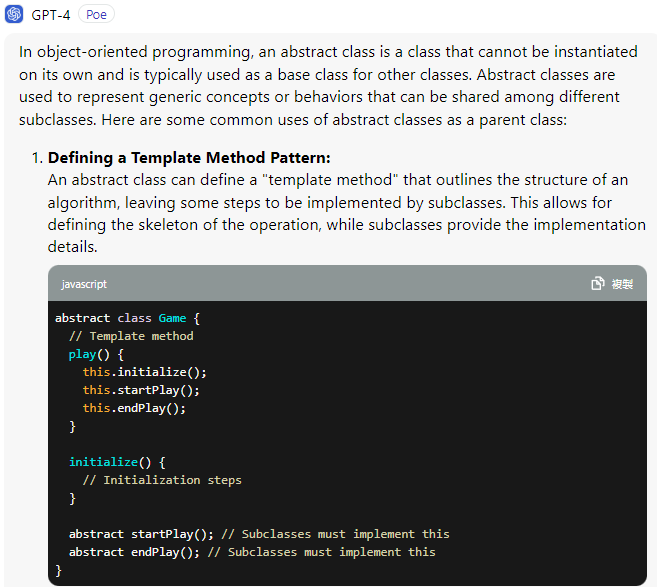 GPT-4 Poe
In object-oriented programming, an abstract class is a class that cannot be instantiated
on its own and is typically used as a base class for other classes. Abstract classes are
used to represent generic concepts or behaviors that can be shared among different
subclasses. Here are some common uses of abstract classes as a parent class:
1. Defining a Template Method Pattern:
An abstract class can define a "template method" that outlines the structure of an
algorithm, leaving some steps to be implemented by subclasses. This allows for
defining the skeleton of the operation, while subclasses provide the implementation
details.
javascript 複製
abstract class Game {
  // Template method
  play() {
    this.initialize();
    this.startPlay();
    this.endPlay();
  }

  initialize() {
    // Initialization steps
  }

  abstract startPlay(); // Subclasses must implement this
  abstract endPlay(); // Subclasses must implement this
}